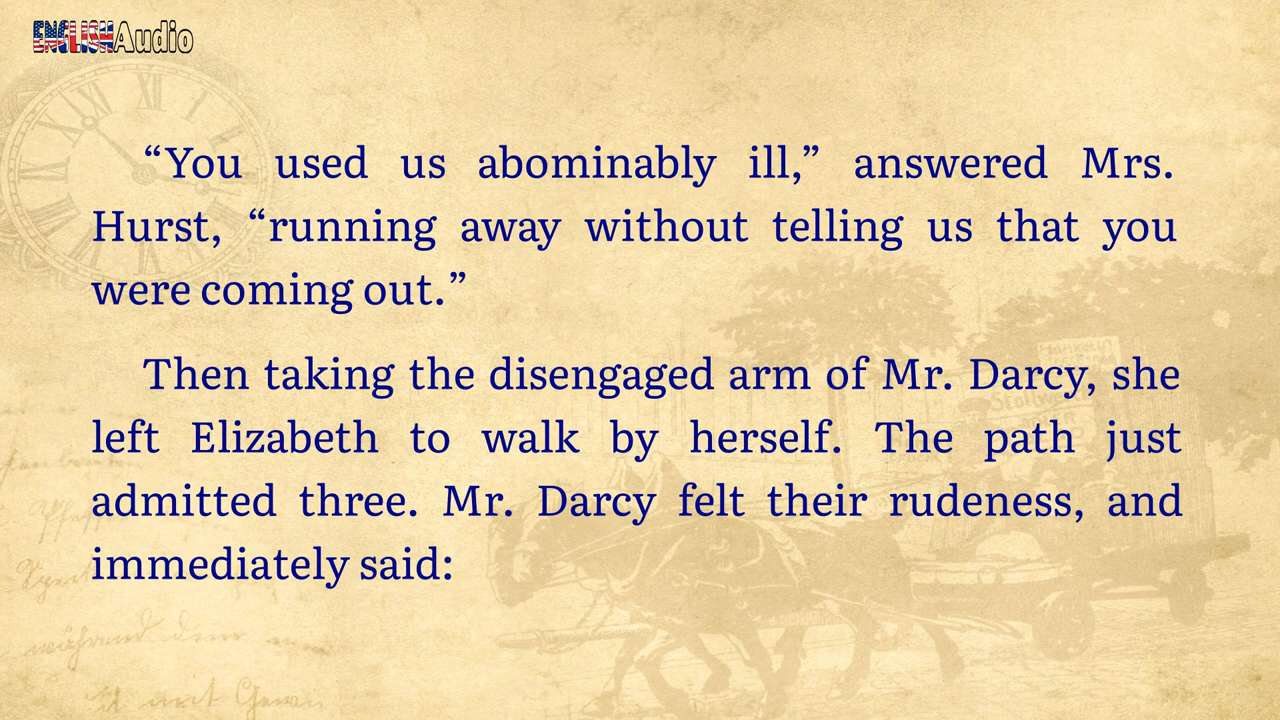 ENGLISHAudio
“You used us abominably ill,” answered Mrs.
Hurst, “running away without telling us that you
were coming out.”
Then taking the disengaged arm of Mr. Darcy, she
left Elizabeth to walk by herself. The path just
admitted three. Mr. Darcy felt their rudeness, and
immediately said: